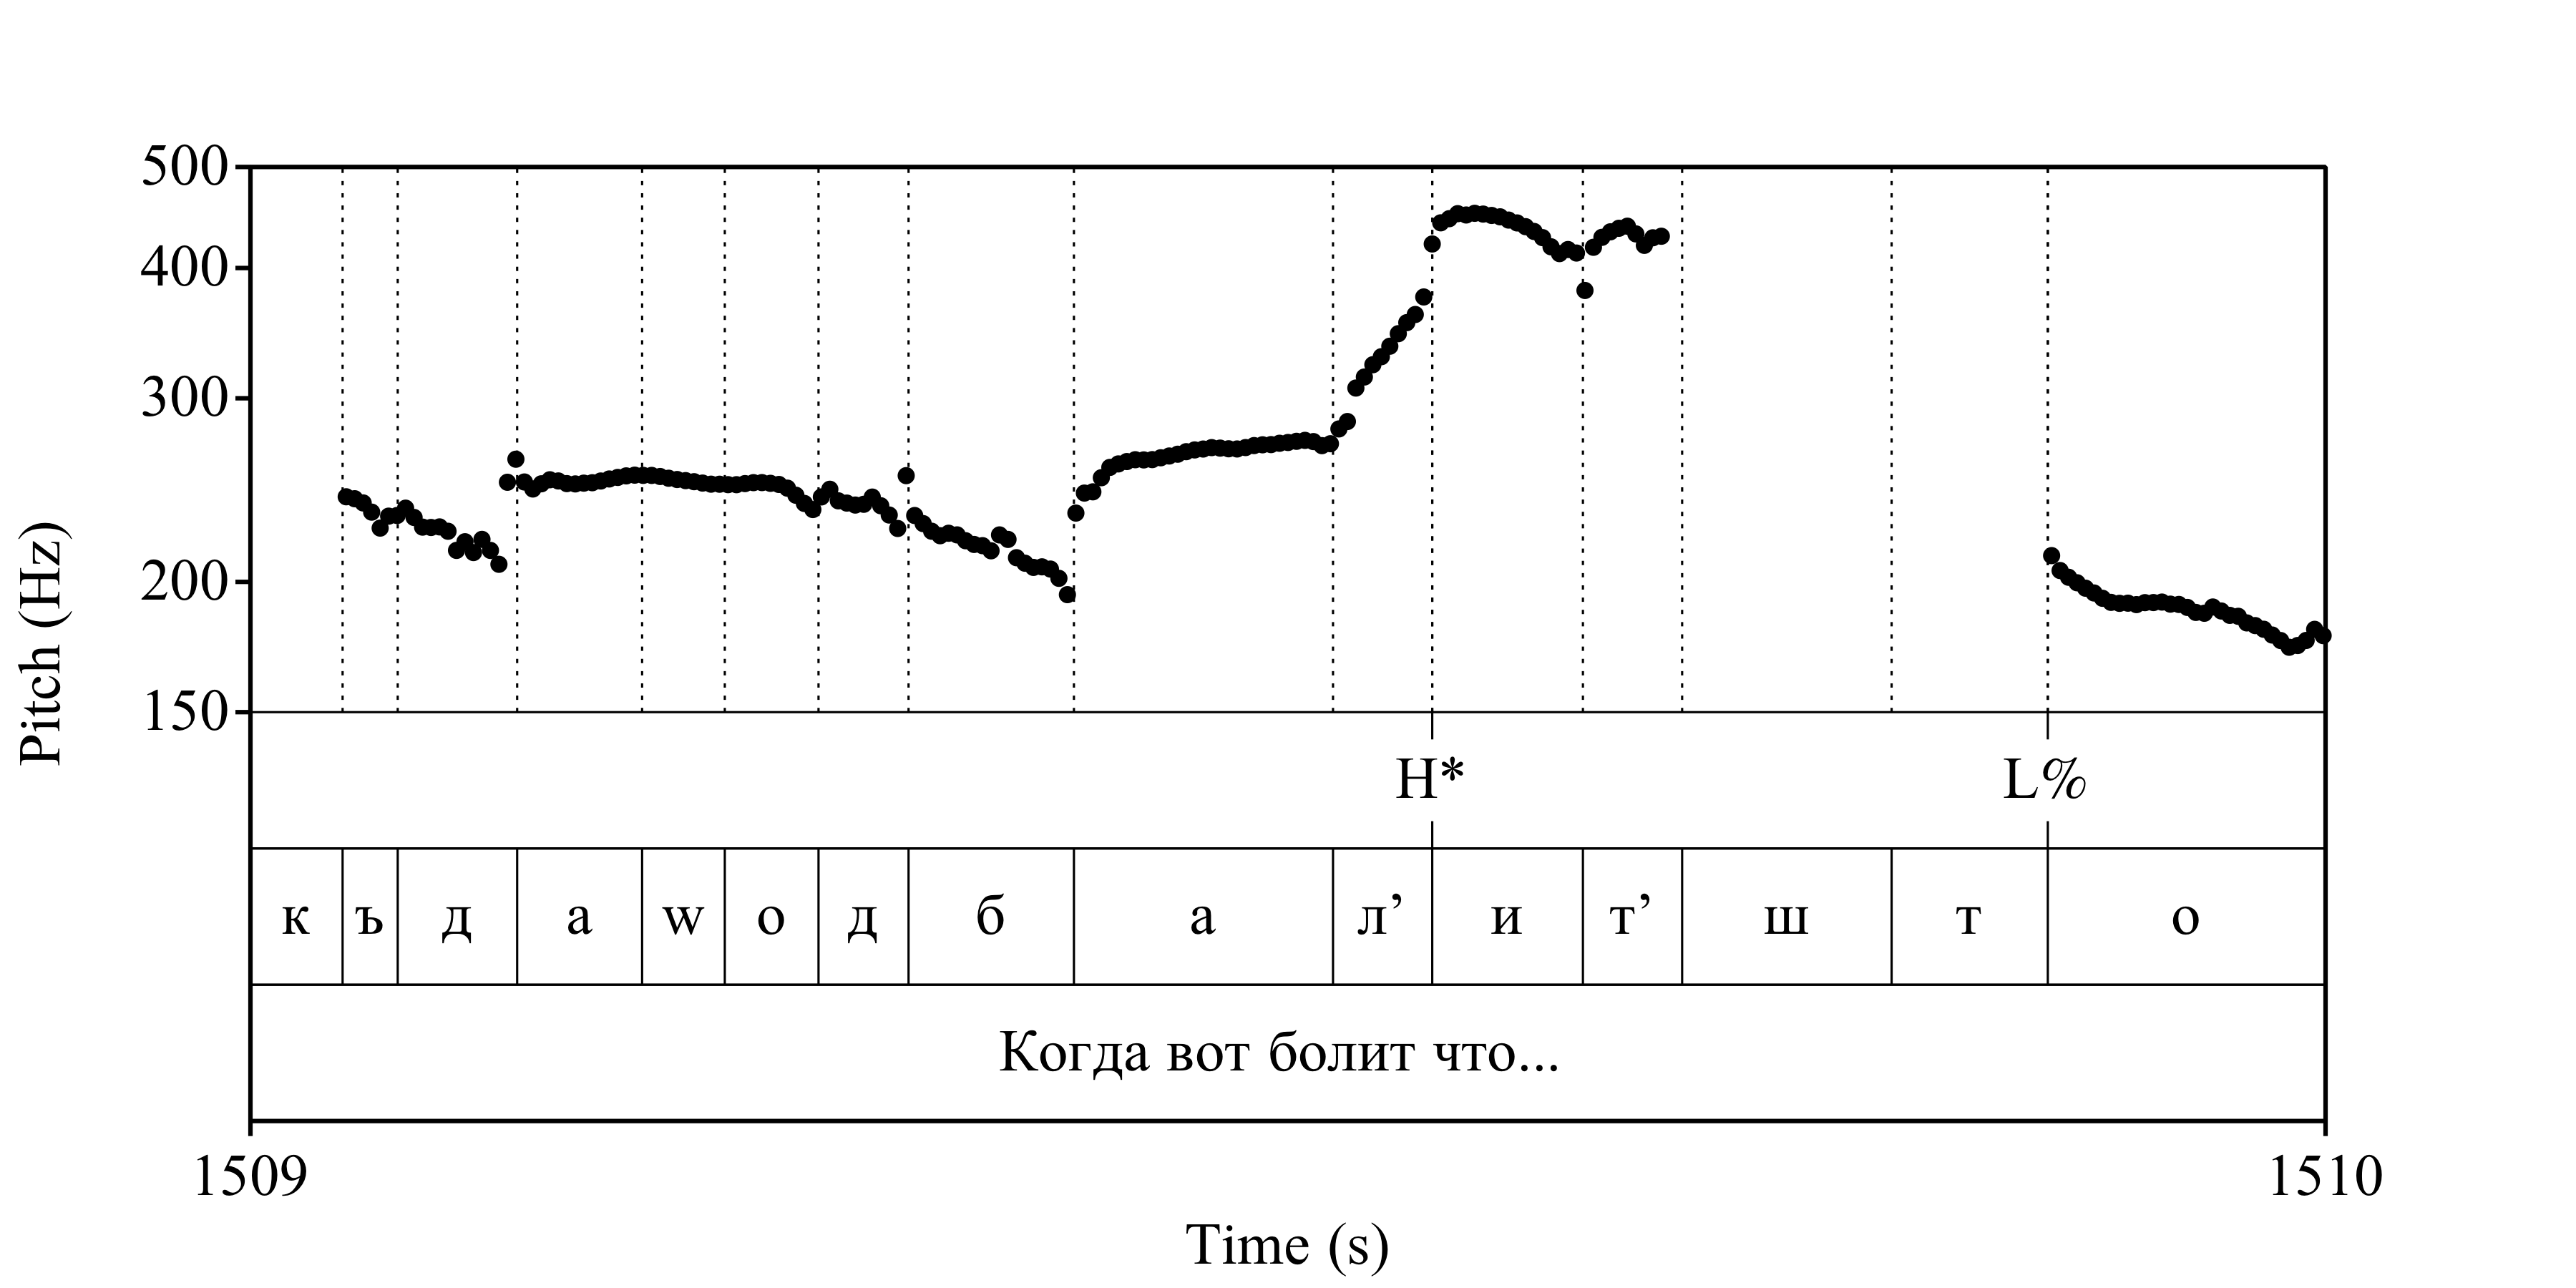 500
400
300
200
150
Pitch (Hz)
H* L%
к ъ д а w о д б а л’ и т’ ш т о
Когда вот болит что...
1509 1510
Time (s)